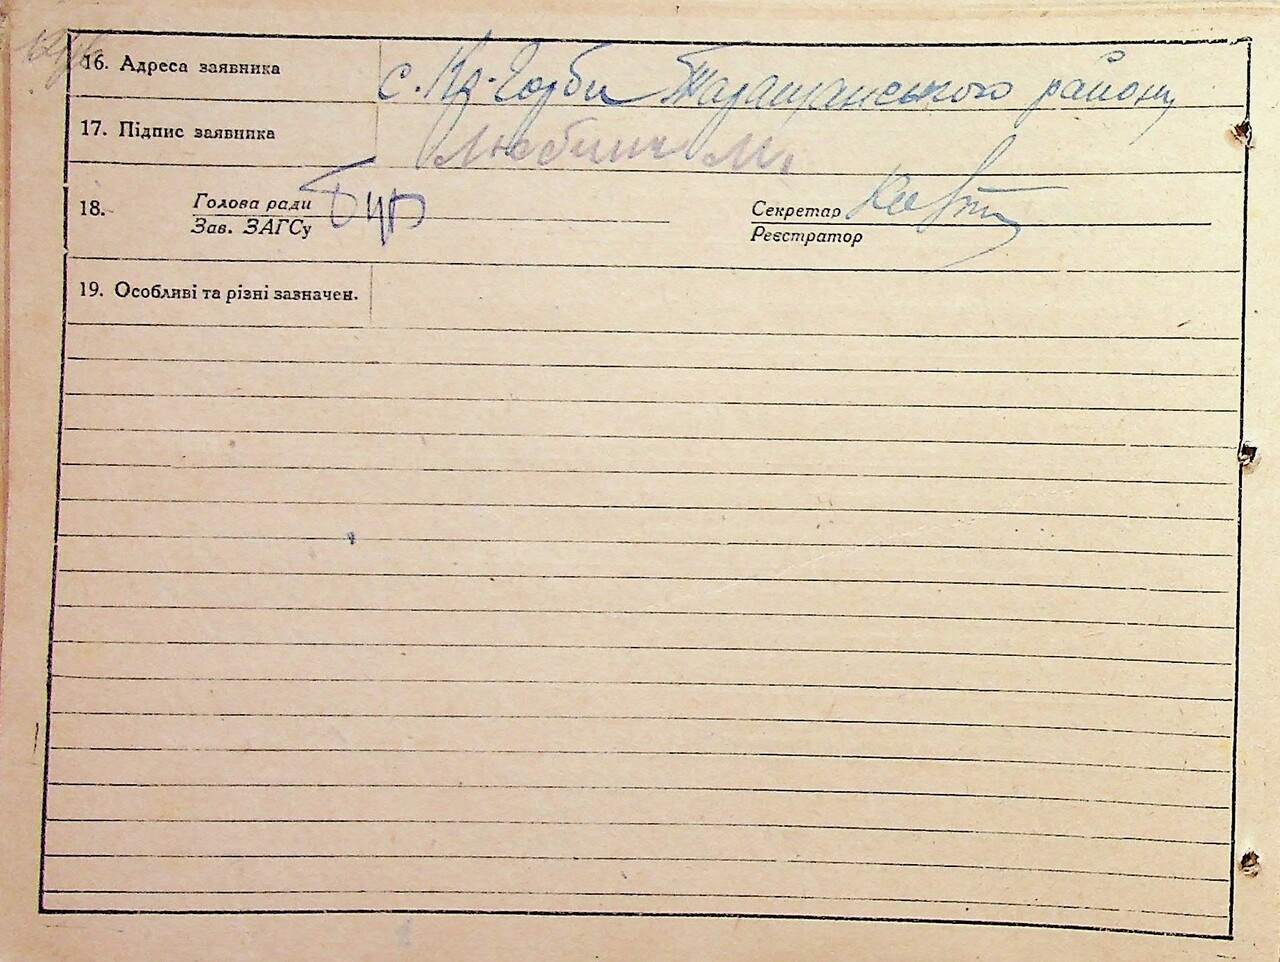 16. Адреса заявника с. Кр-Горби Таращанського району
17. Підпис заявника
18. Голова ради
Зав. ЗАГСу
Секретар
Реєстратор
19. Особливі та різні зазначен.